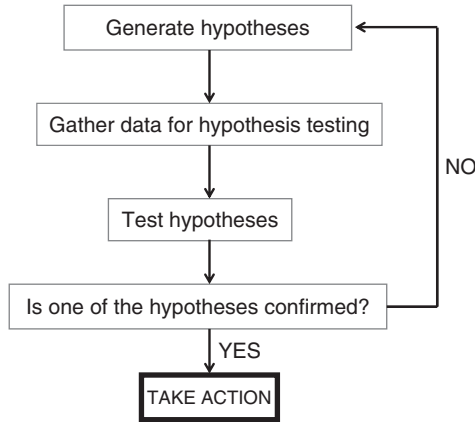 Generate hypotheses
Gather data for hypothesis testing
NO
Test hypotheses
Is one of the hypotheses confirmed?
YES
TAKE ACTION